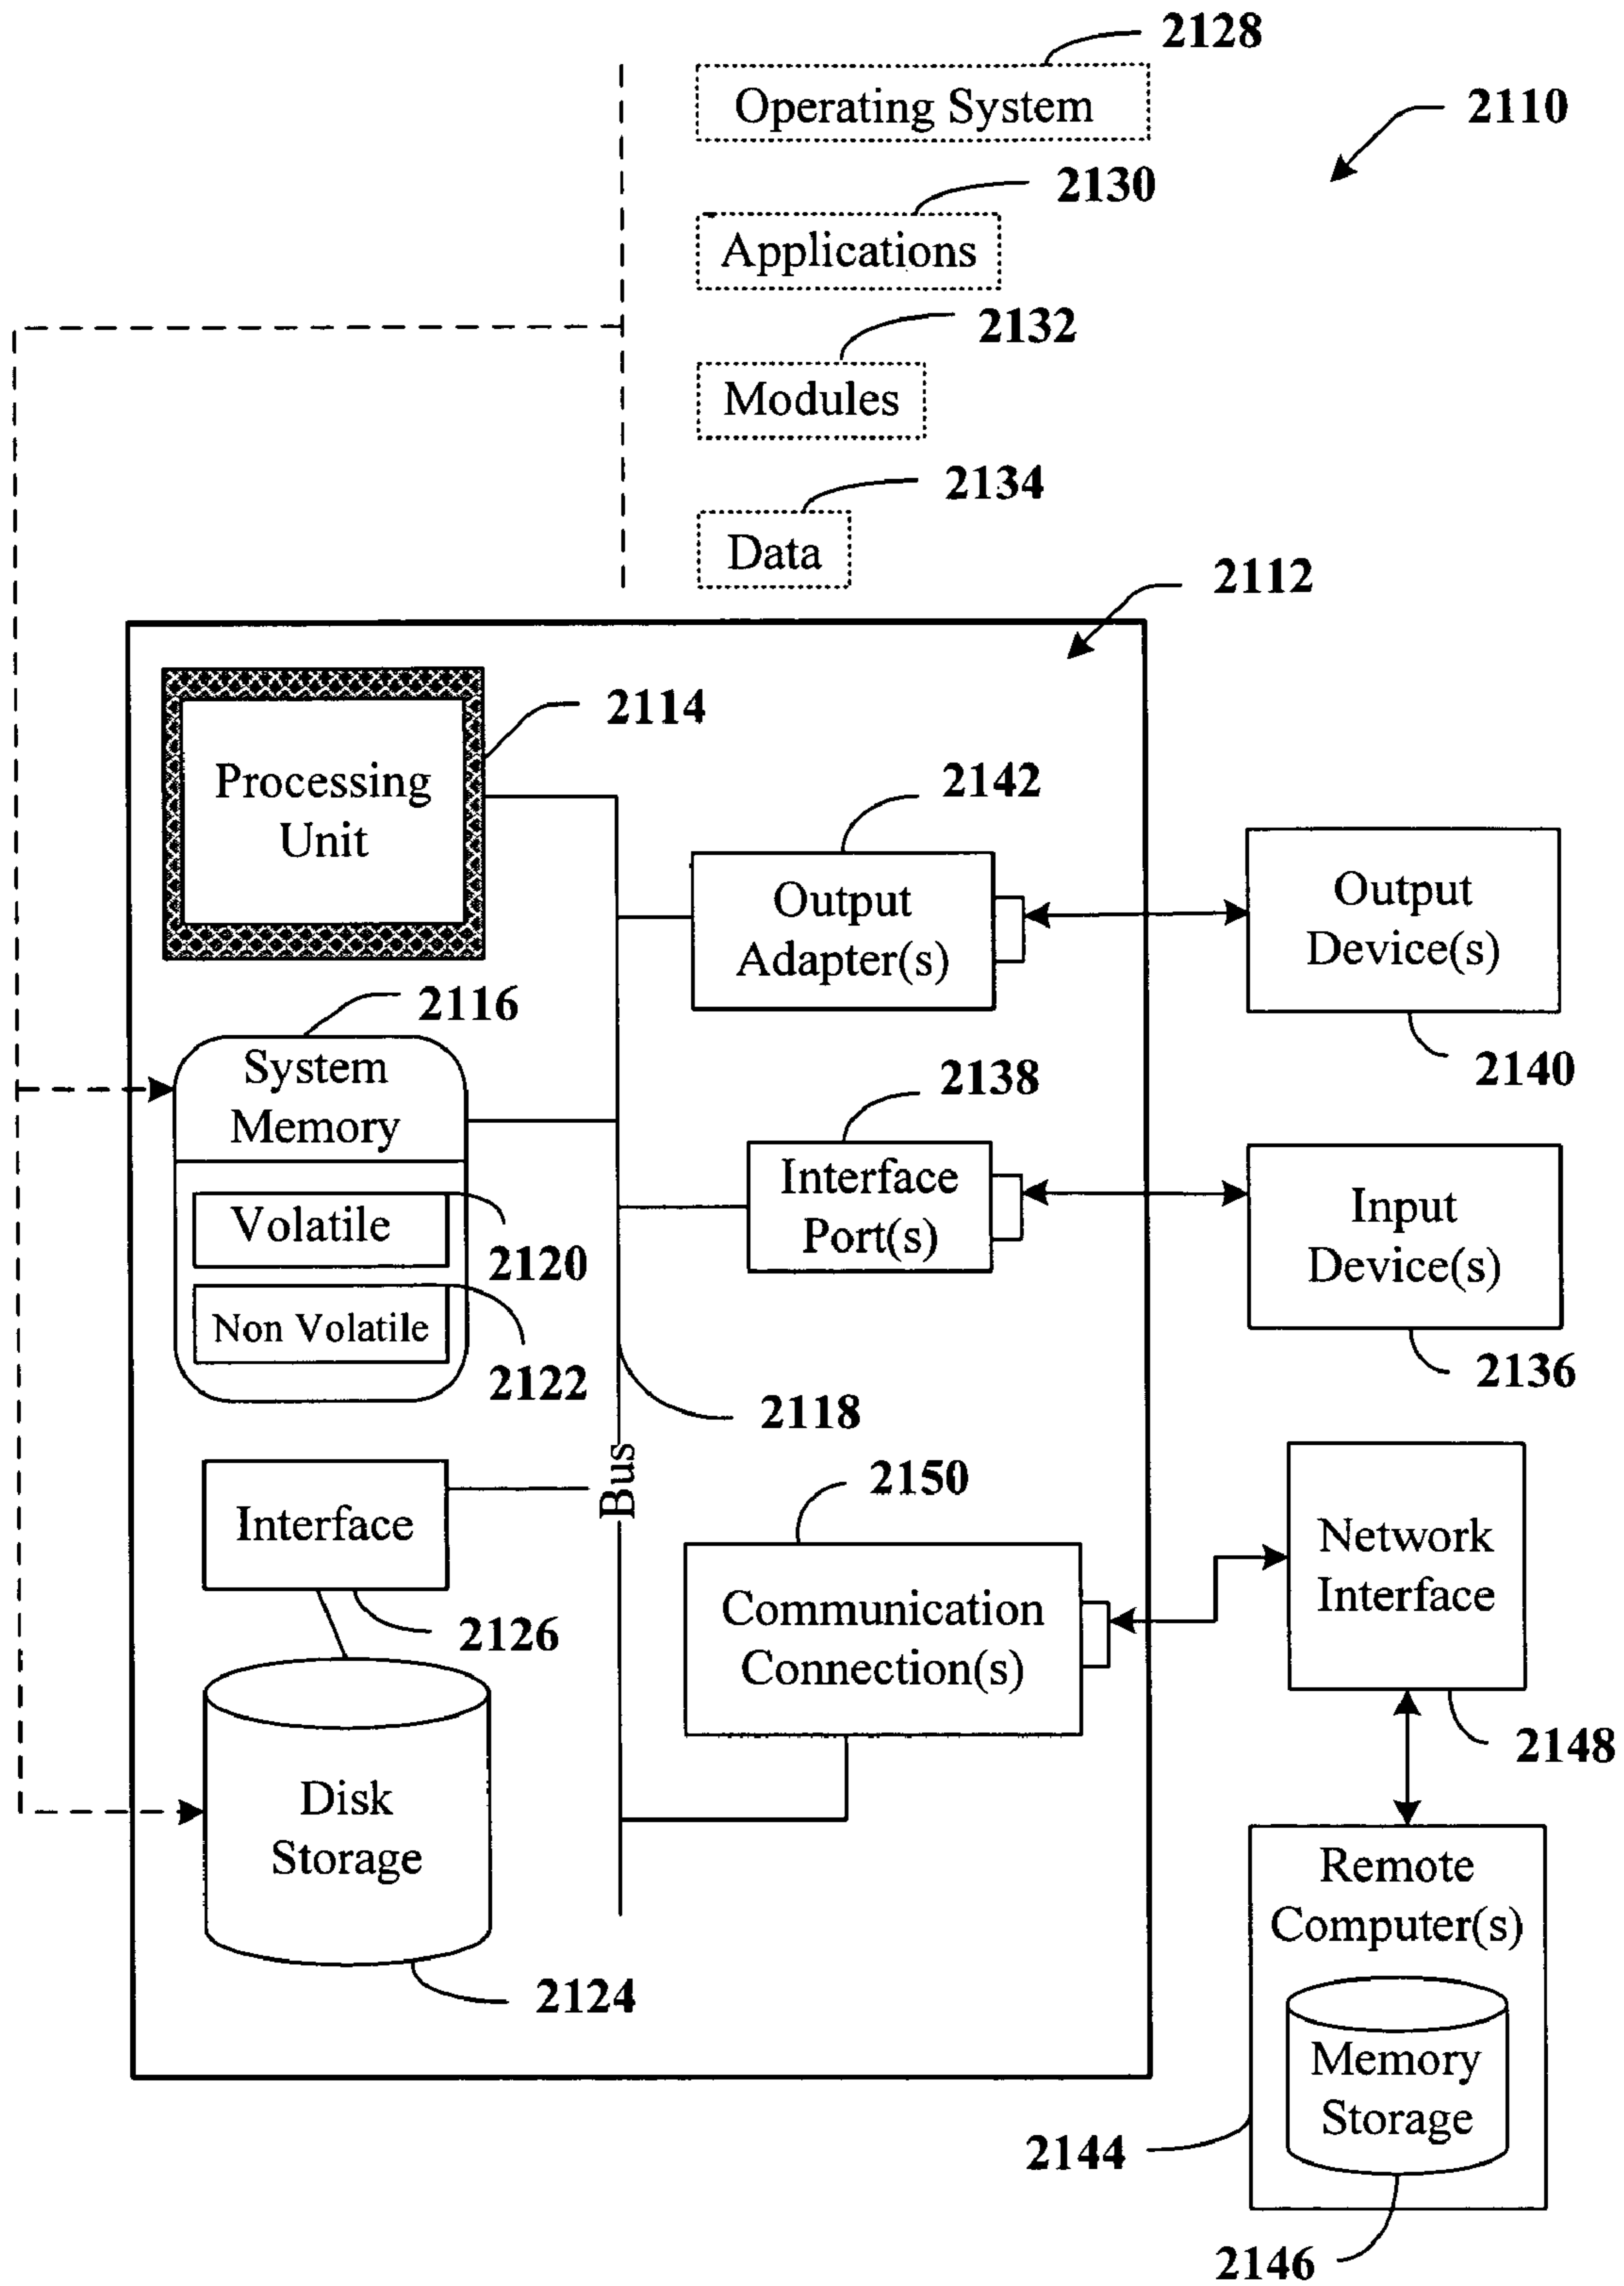 2128
Operating System
2110
2130
Applications
2132
Modules
2134
Data
2112
2114
Processing
Unit
2142
Output
Adapter(s)
Output
Device(s)
2140
2116
System
Memory
2138
Interface
Port(s)
Input
Device(s)
2136
Volatile
2120
Non Volatile
2122
2118
Bus
Interface
2126
2150
Communication
Connection(s)
Network
Interface
2148
Disk
Storage
2124
Remote
Computer(s)
Memory
Storage
2144
2146